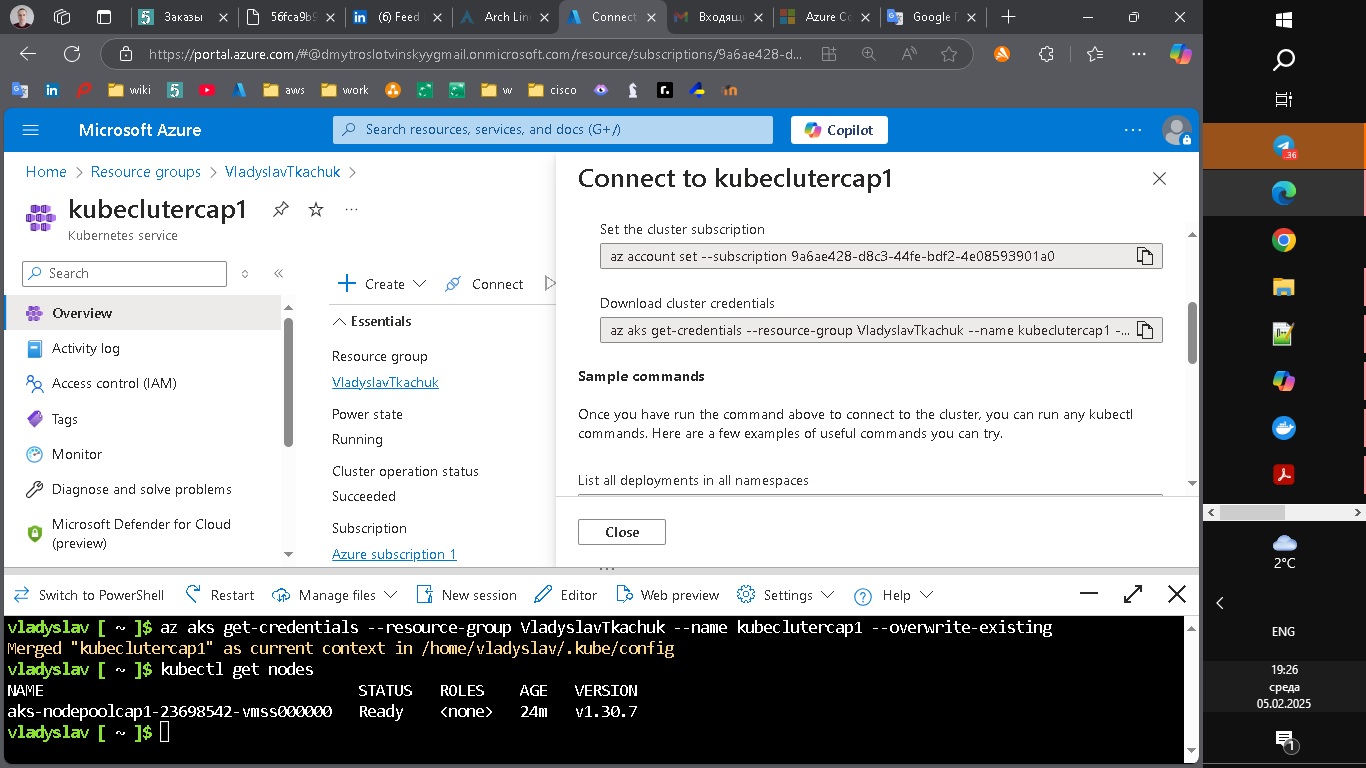 Заказы
56fca9b9
(6) Feed
Arch Lin
Connect
Входящи
Azure Co
Google
https://portal.azure.com/#@dmytroslotvinskyygmail.onmicrosoft.com/resource/subscriptions/9a6ae428-d...
wiki
aws
work
w
cisco
Microsoft Azure
Search resources, services, and docs (G+/)
Copilot
Home > Resource groups > VladyslavTkachuk >
kubeclutercap1
Kubernetes service
Search
Overview
Activity log
Access control (IAM)
Tags
Monitor
Diagnose and solve problems
Microsoft Defender for Cloud
(preview)
Create
Connect
Essentials
Resource group
VladyslavTkachuk
Power state
Running
Cluster operation status
Succeeded
Subscription
Azure subscription 1
Connect to kubeclutercap1
Set the cluster subscription
az account set --subscription 9a6ae428-d8c3-44fe-bdf2-4e08593901a0
Download cluster credentials
az aks get-credentials --resource-group VladyslavTkachuk --name kubeclutercap1 -...
Sample commands
Once you have run the command above to connect to the cluster, you can run any kubectl
commands. Here are a few examples of useful commands you can try.
List all deployments in all namespaces
Close
Switch to PowerShell
Restart
Manage files
New session
Editor
Web preview
Settings
Help
vladyslav [ ~ ]$ az aks get-credentials --resource-group VladyslavTkachuk --name kubeclutercap1 --overwrite-existing
Merged "kubeclutercap1" as current context in /home/vladyslav/.kube/config
vladyslav [ ~ ]$ kubectl get nodes
NAME STATUS ROLES AGE VERSION
aks-nodepoolcap1-23698542-vmss000000 Ready <none> 24m v1.30.7
vladyslav [ ~ ]$
36
2°C
ENG
19:26
среда
05.02.2025
1